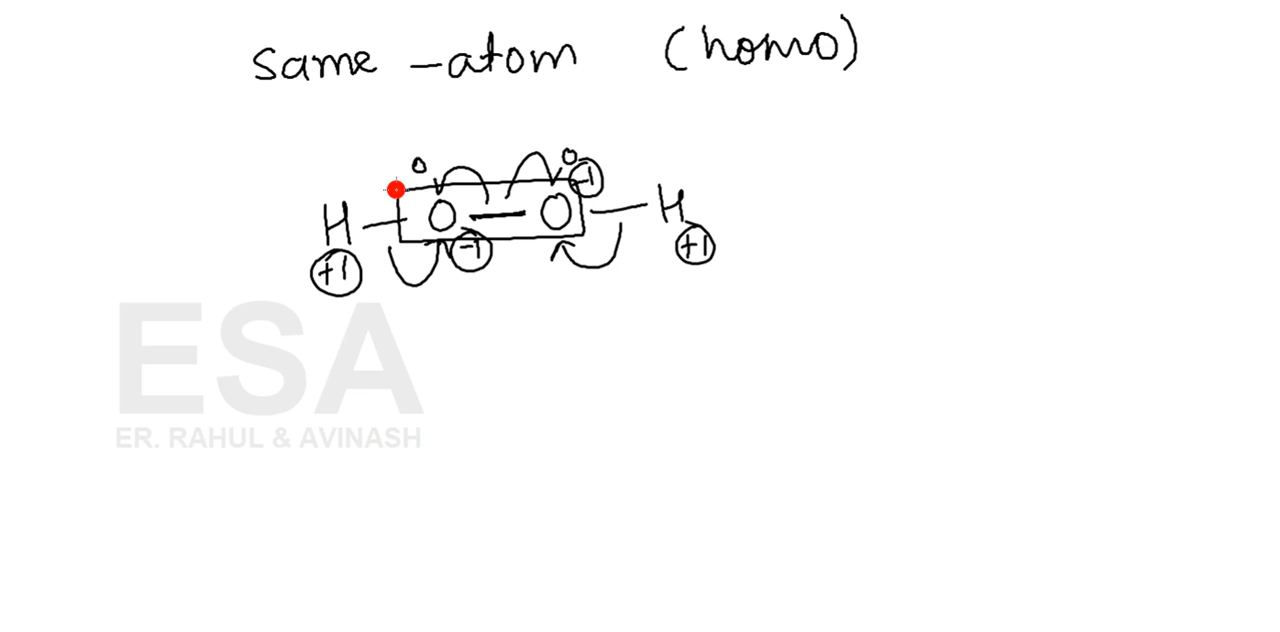 same -atom (homo)
0 0
-1
H - O - O - H
+1 -1 +1
ESA
ER. RAHUL & AVINASH